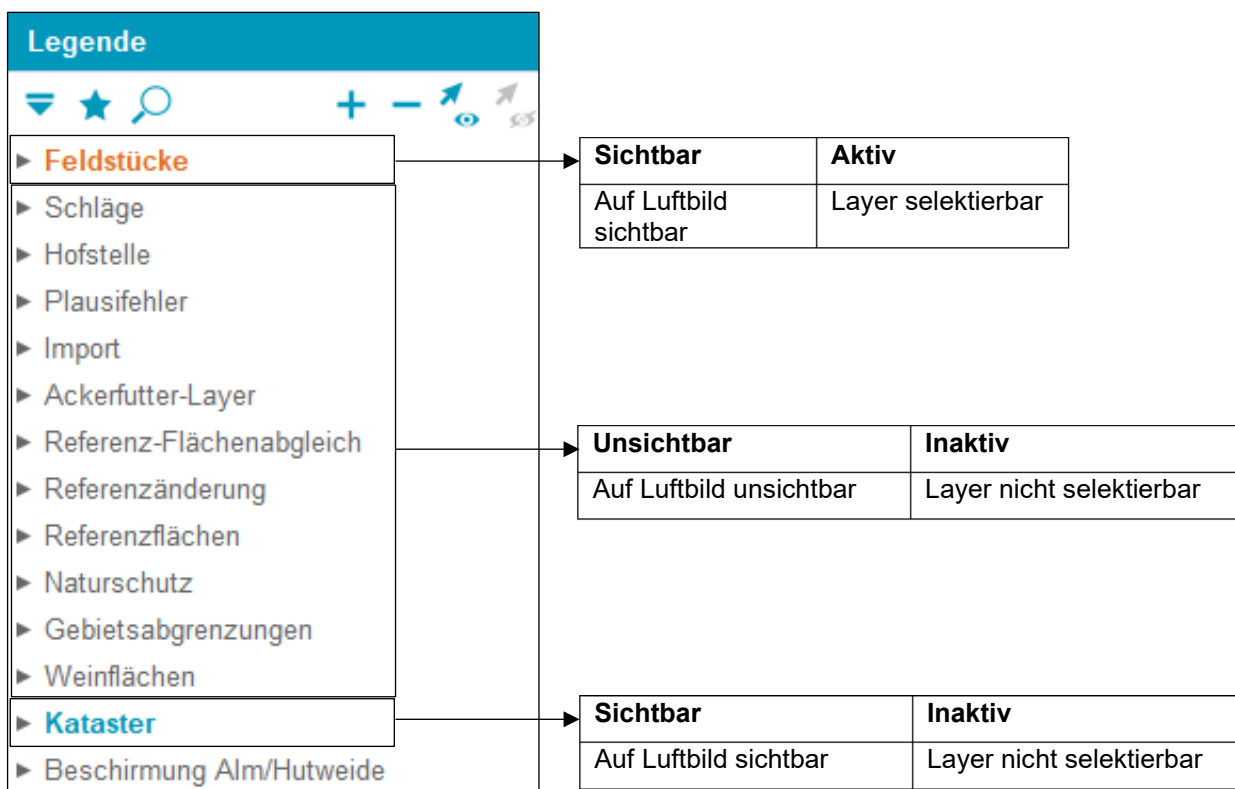 Legende
Feldstücke
Sichtbar Aktiv
Auf Luftbild sichtbar Layer selektierbar
Schläge
Hofstelle
Plausifehler
Import
Ackerfutter-Layer
Referenz-Flächenabgleich
Unsichtbar Inaktiv
Auf Luftbild unsichtbar Layer nicht selektierbar
Referenzänderung
Referenzflächen
Naturschutz
Gebietsabgrenzungen
Weinflächen
Kataster
Sichtbar Inaktiv
Auf Luftbild sichtbar Layer nicht selektierbar
Beschirmung Alm/Hutweide